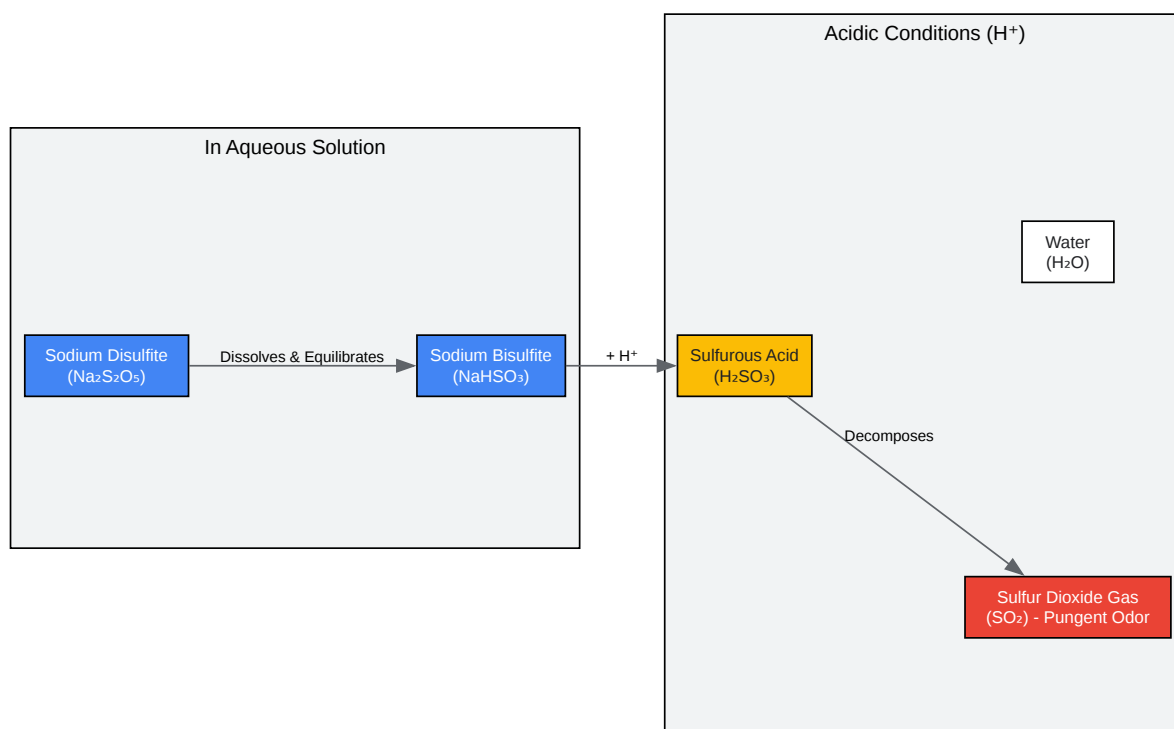 Acidic Conditions (H⁺)
In Aqueous Solution
Water
(H₂O)
Sodium Disulfite
(Na₂S₂O₅)
Dissolves & Equilibrates
Sodium Bisulfite
(NaHSO₃)
+ H⁺
Sulfurous Acid
(H₂SO₃)
Decomposes
Sulfur Dioxide Gas
(SO₂) - Pungent Odor